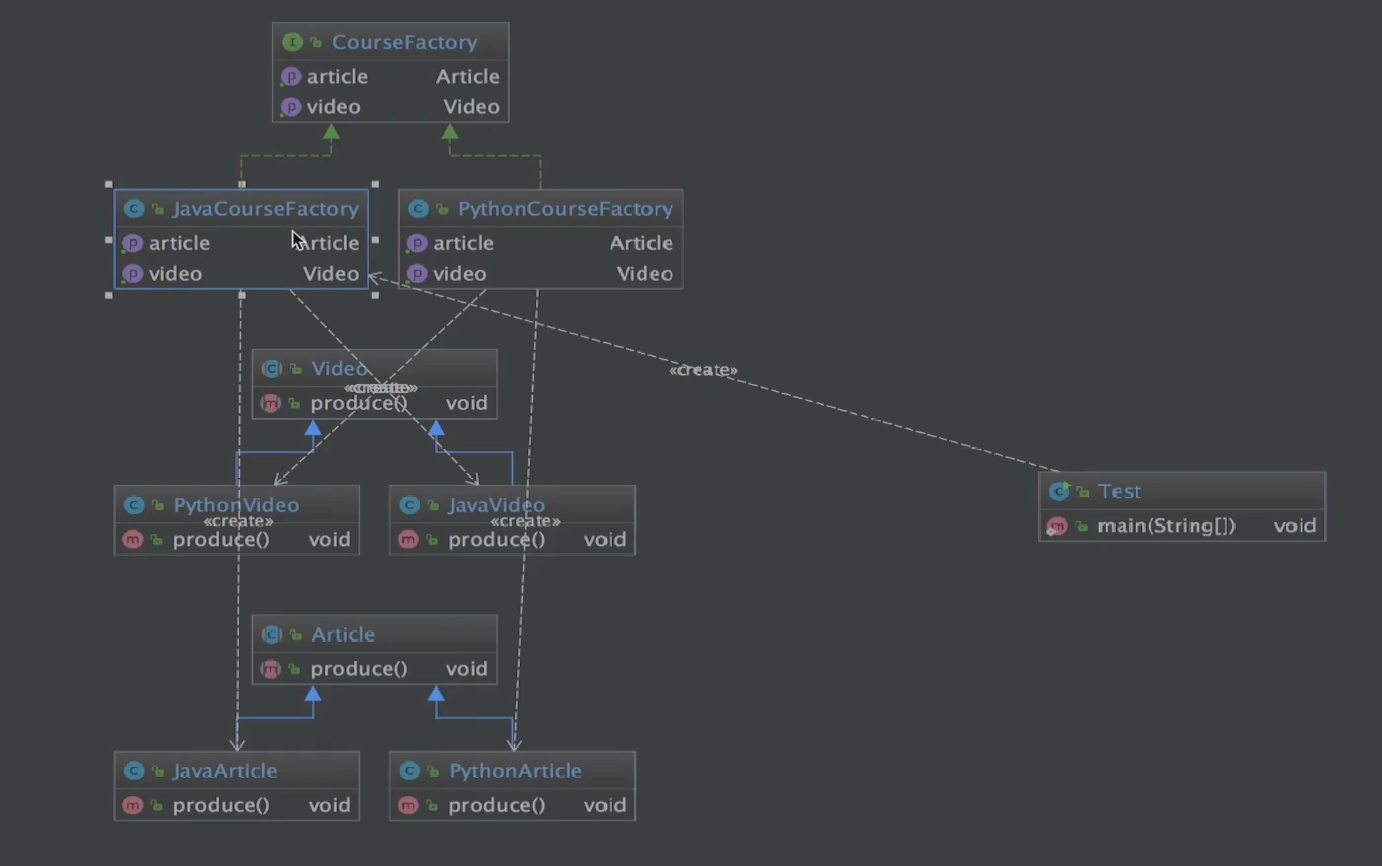 CourseFactory
article Article
video Video
JavaCourseFactory
article Article
video Video
PythonCourseFactory
article Article
video Video
«create»
Video
«create»
produce() void
PythonVideo
«create»
produce() void
JavaVideo
«create»
produce() void
Test
main(String[]) void
Article
produce() void
JavaArticle
produce() void
PythonArticle
produce() void